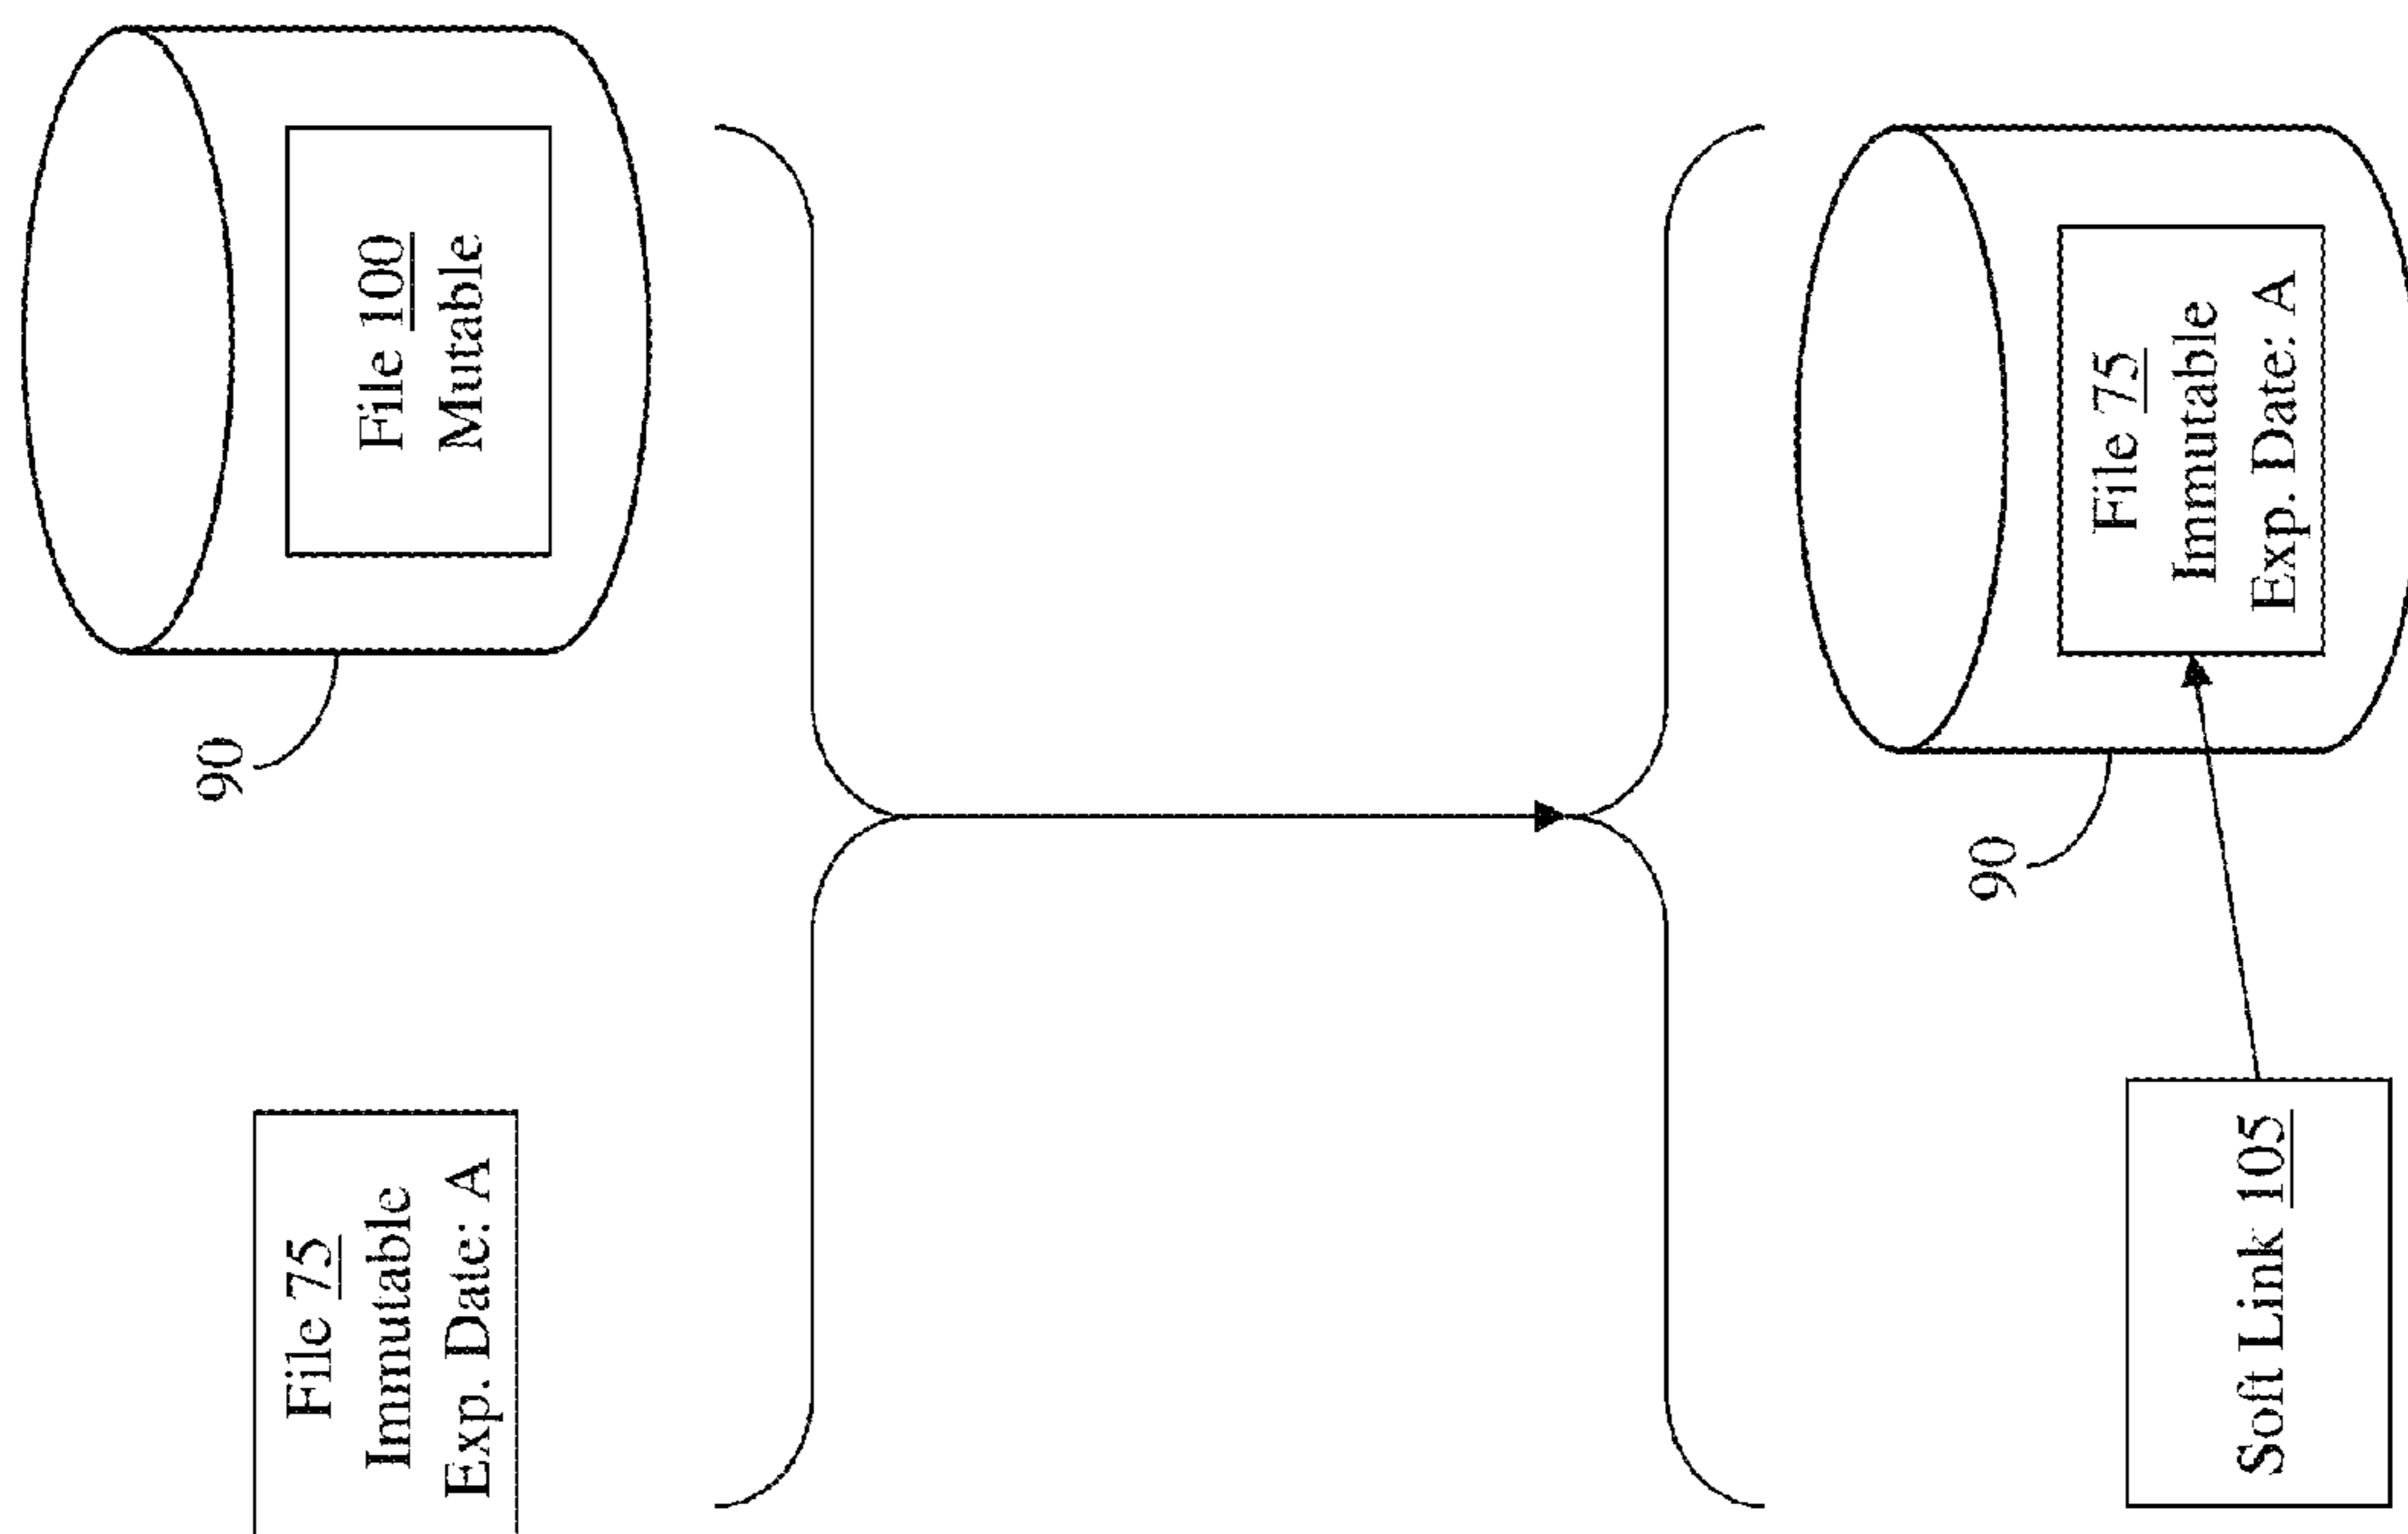 File 75
Immutable
Exp. Date: A
90
File 100
Mutable
Soft Link 105
90
File 75
Immutable
Exp. Date: A